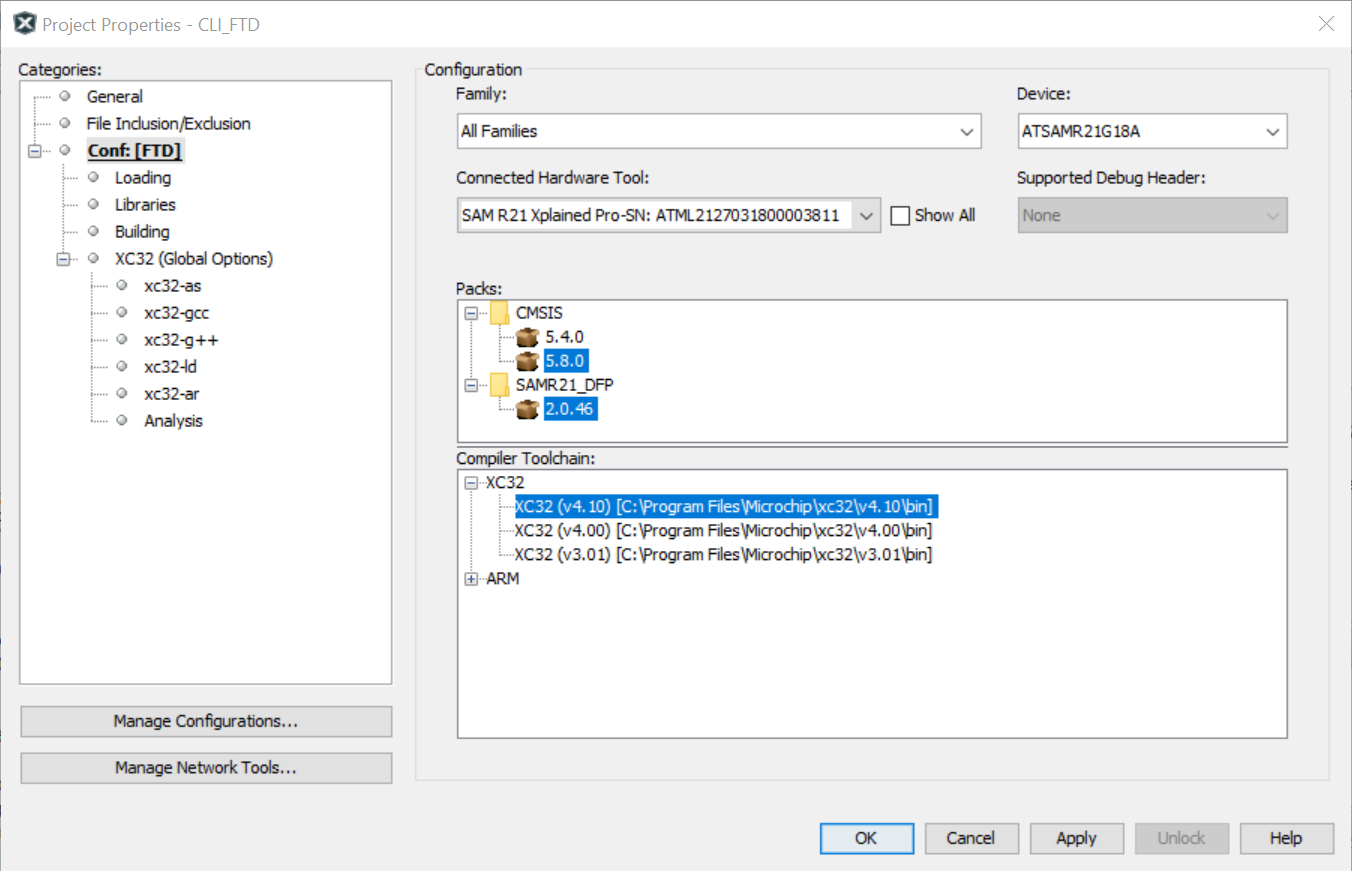 Project Properties - CLI_FTD
Categories:
General
File Inclusion/Exclusion
Conf: [FTD]
Loading
Libraries
Building
XC32 (Global Options)
xc32-as
xc32-gcc
xc32-g++
xc32-ld
xc32-ar
Analysis
Manage Configurations...
Manage Network Tools...
Configuration
Family:
Device:
All Families
ATSAMR21G18A
Connected Hardware Tool:
Supported Debug Header:
SAM R21 Xplained Pro-SN: ATML2127031800003811
Show All
None
Packs:
CMSIS
5.4.0
5.8.0
SAMR21_DFP
2.0.46
Compiler Toolchain:
XC32
XC32 (v4.10) [C:\Program Files\Microchip\xc32\v4.10\bin]
XC32 (v4.00) [C:\Program Files\Microchip\xc32\v4.00\bin]
XC32 (v3.01) [C:\Program Files\Microchip\xc32\v3.01\bin]
ARM
OK
Cancel
Apply
Unlock
Help